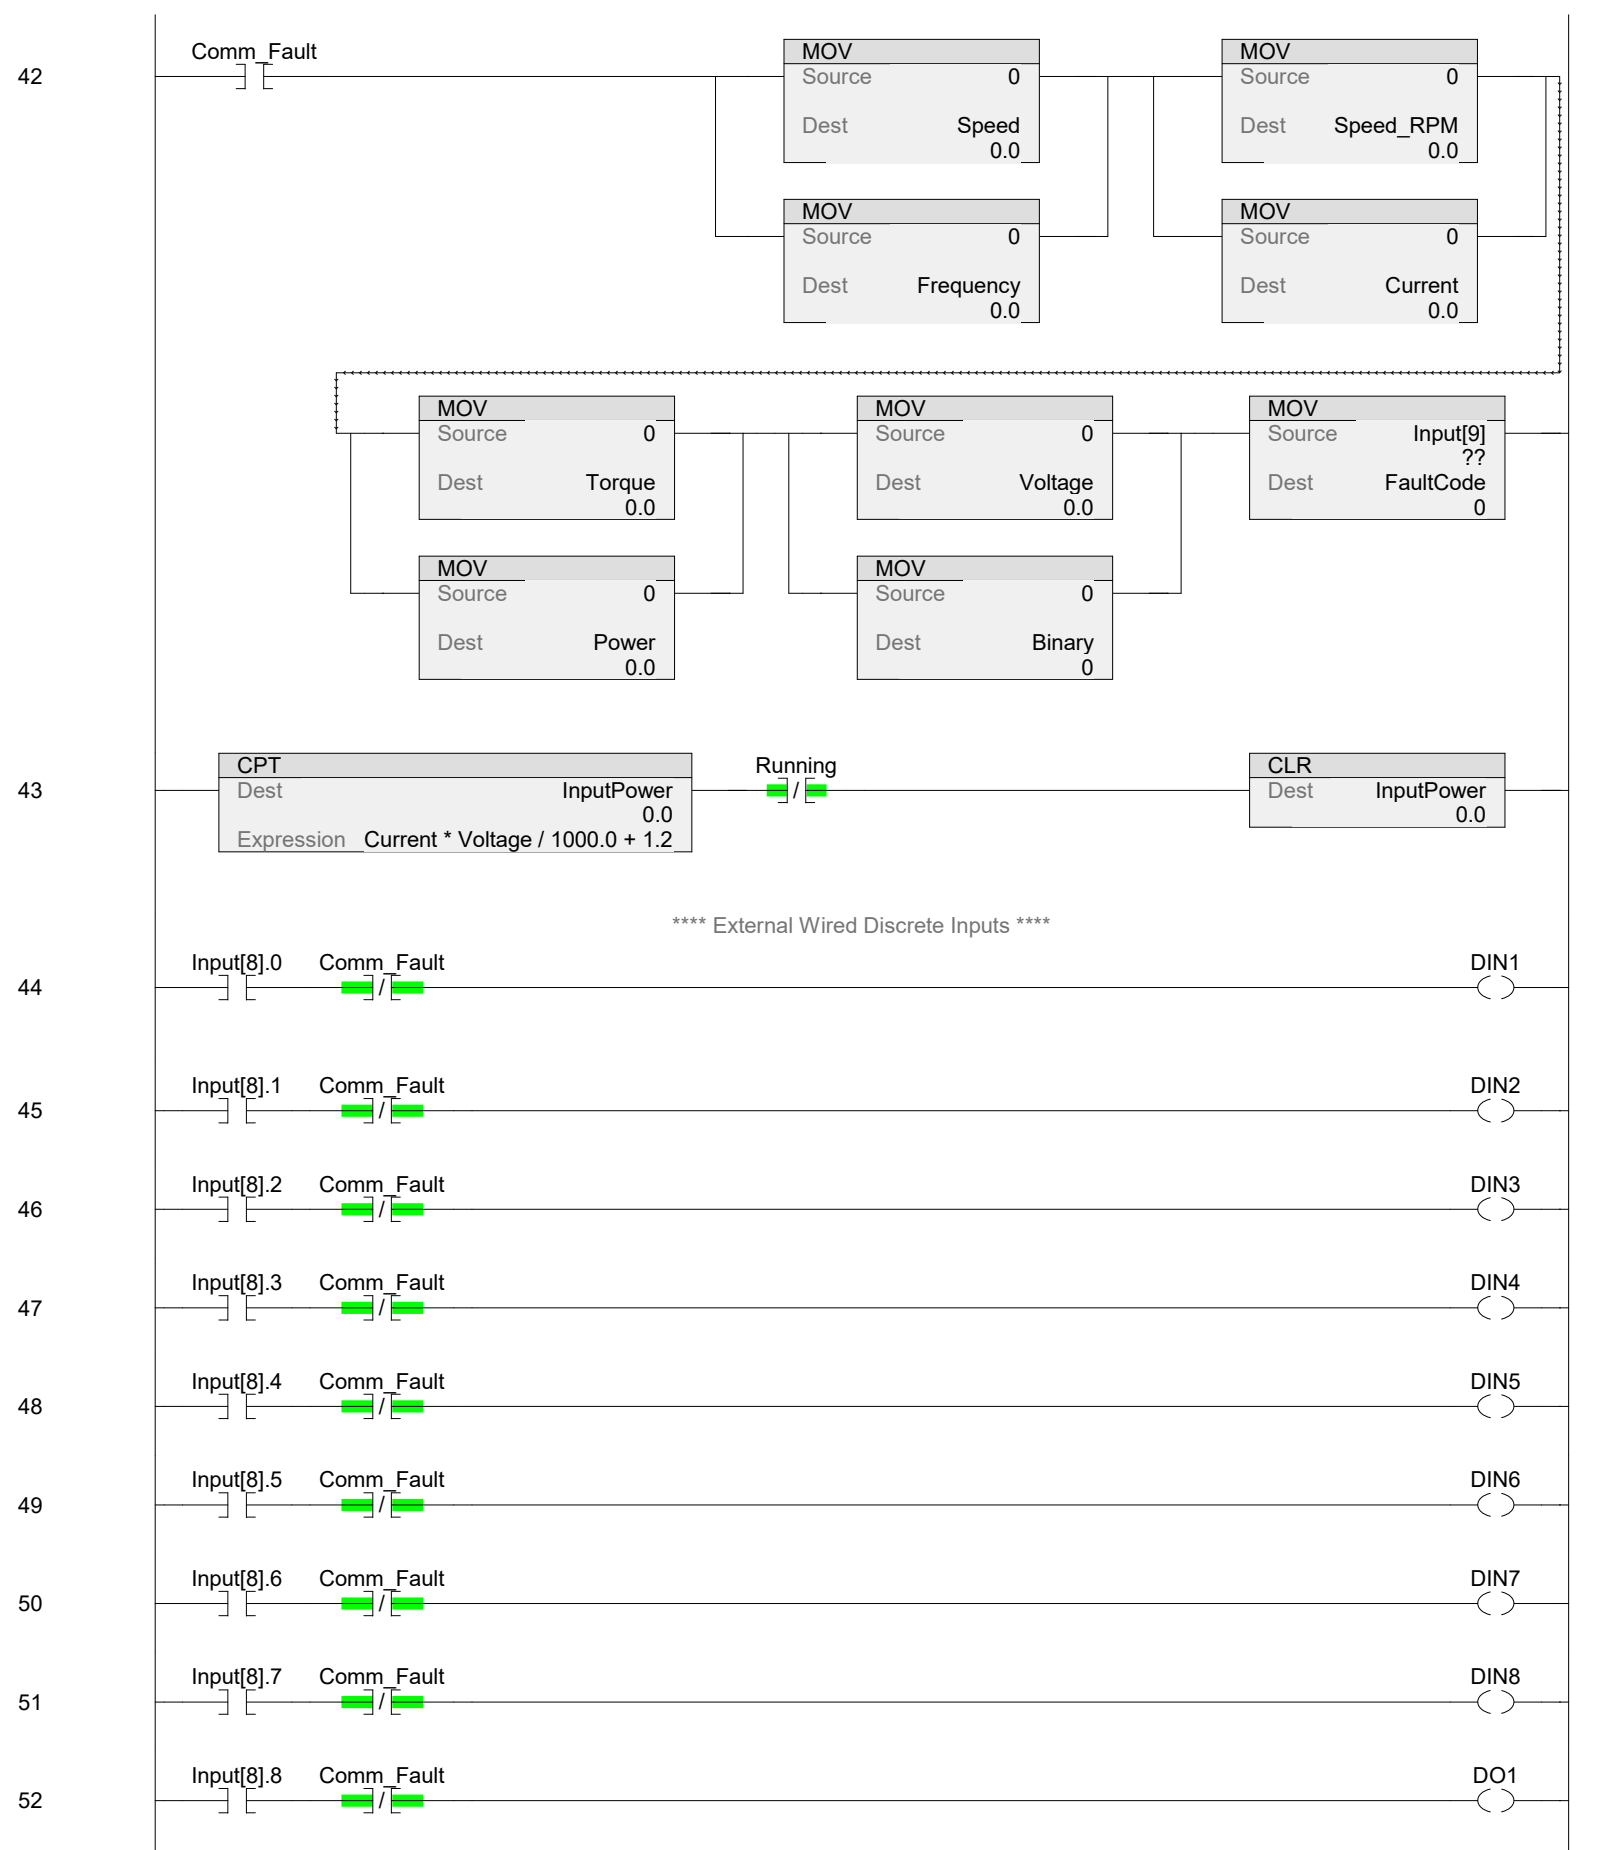 42
Comm_Fault
MOV
Source 0
Dest Speed
0.0
MOV
Source 0
Dest Speed_RPM
0.0
MOV
Source 0
Dest Frequency
0.0
MOV
Source 0
Dest Current
0.0
MOV
Source 0
Dest Torque
0.0
MOV
Source 0
Dest Voltage
0.0
MOV
Source Input[9]
??
Dest FaultCode
0
MOV
Source 0
Dest Power
0.0
MOV
Source 0
Dest Binary
0
43
CPT
Dest InputPower
0.0
Expression Current * Voltage / 1000.0 + 1.2
Running
/
CLR
Dest InputPower
0.0
**** External Wired Discrete Inputs ****
Input[8].0 Comm_Fault DIN1
44 /
Input[8].1 Comm_Fault DIN2
45 /
Input[8].2 Comm_Fault DIN3
46 /
Input[8].3 Comm_Fault DIN4
47 /
Input[8].4 Comm_Fault DIN5
48 /
Input[8].5 Comm_Fault DIN6
49 /
Input[8].6 Comm_Fault DIN7
50 /
Input[8].7 Comm_Fault DIN8
51 /
Input[8].8 Comm_Fault DO1
52 /